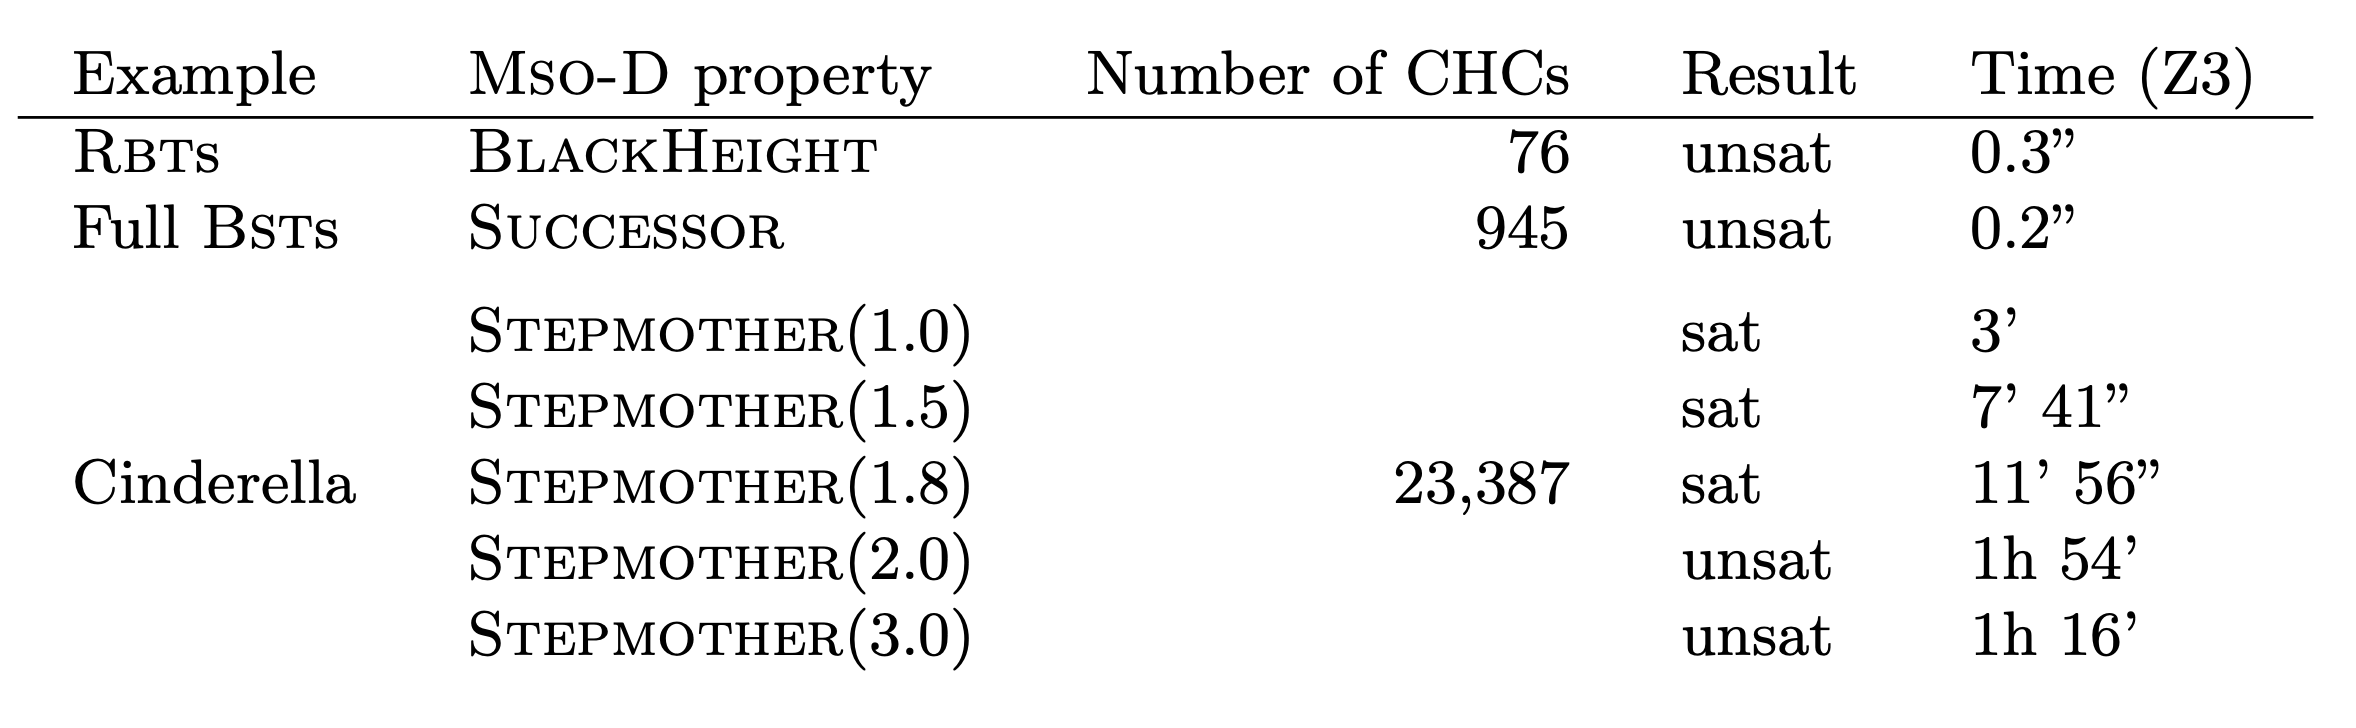 Example MSO-D property Number of CHCs Result Time (Z3)
RBTs BLACKHEIGHT 76 unsat 0.3”
Full BSTs SUCCESSOR 945 unsat 0.2”
STEPMOTHER(1.0) sat 3’
STEPMOTHER(1.5) sat 7’ 41”
Cinderella STEPMOTHER(1.8) 23,387 sat 11’ 56”
STEPMOTHER(2.0) unsat 1h 54’
STEPMOTHER(3.0) unsat 1h 16’